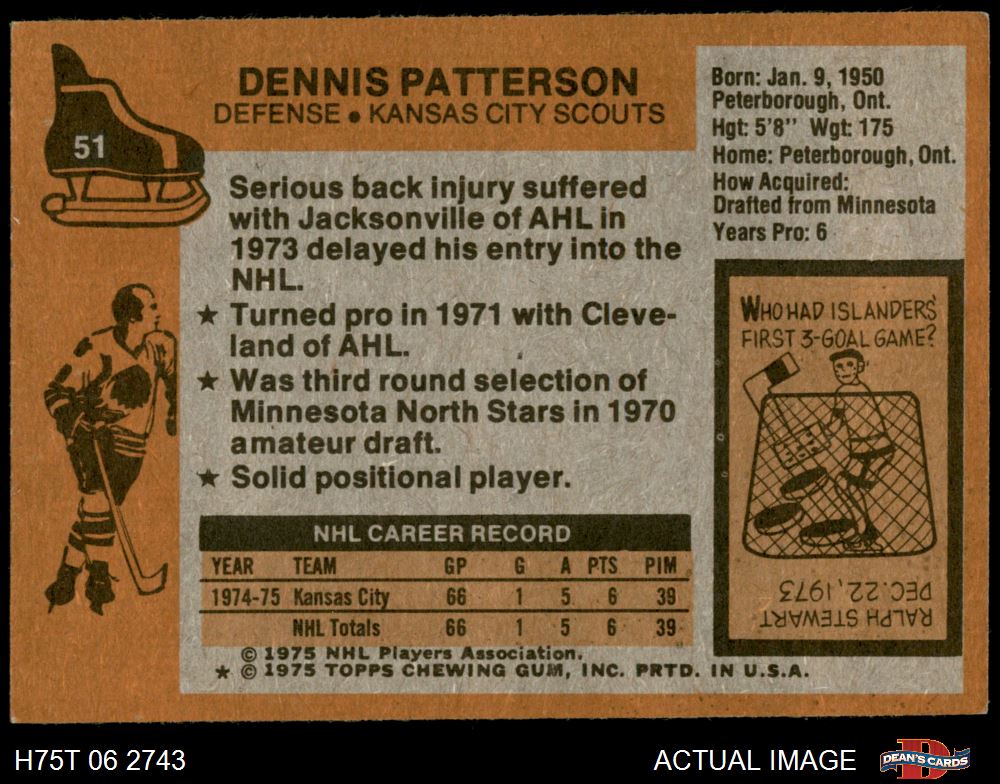 51
DENNIS PATTERSON
DEFENSE • KANSAS CITY SCOUTS
Serious back injury suffered
with Jacksonville of AHL in
1973 delayed his entry into the
NHL.
★ Turned pro in 1971 with Cleve-
land of AHL.
★ Was third round selection of
Minnesota North Stars in 1970
amateur draft.
★ Solid positional player.
NHL CAREER RECORD
YEAR TEAM GP G A PTS PIM
1974-75 Kansas City 66 1 5 6 39
NHL Totals 66 1 5 6 39
© 1975 NHL Players Association.
★ © 1975 TOPPS CHEWING GUM, INC. PRTD. IN U.S.A.
Born: Jan. 9, 1950
Peterborough, Ont.
Hgt: 5'8" Wgt: 175
Home: Peterborough, Ont.
How Acquired:
Drafted from Minnesota
Years Pro: 6
WHO HAD ISLANDERS'
FIRST 3-GOAL GAME?
RALPH STEWART
DEC. 22, 1973
H75T 06 2743
ACTUAL IMAGE
D
DEAN'S CARDS